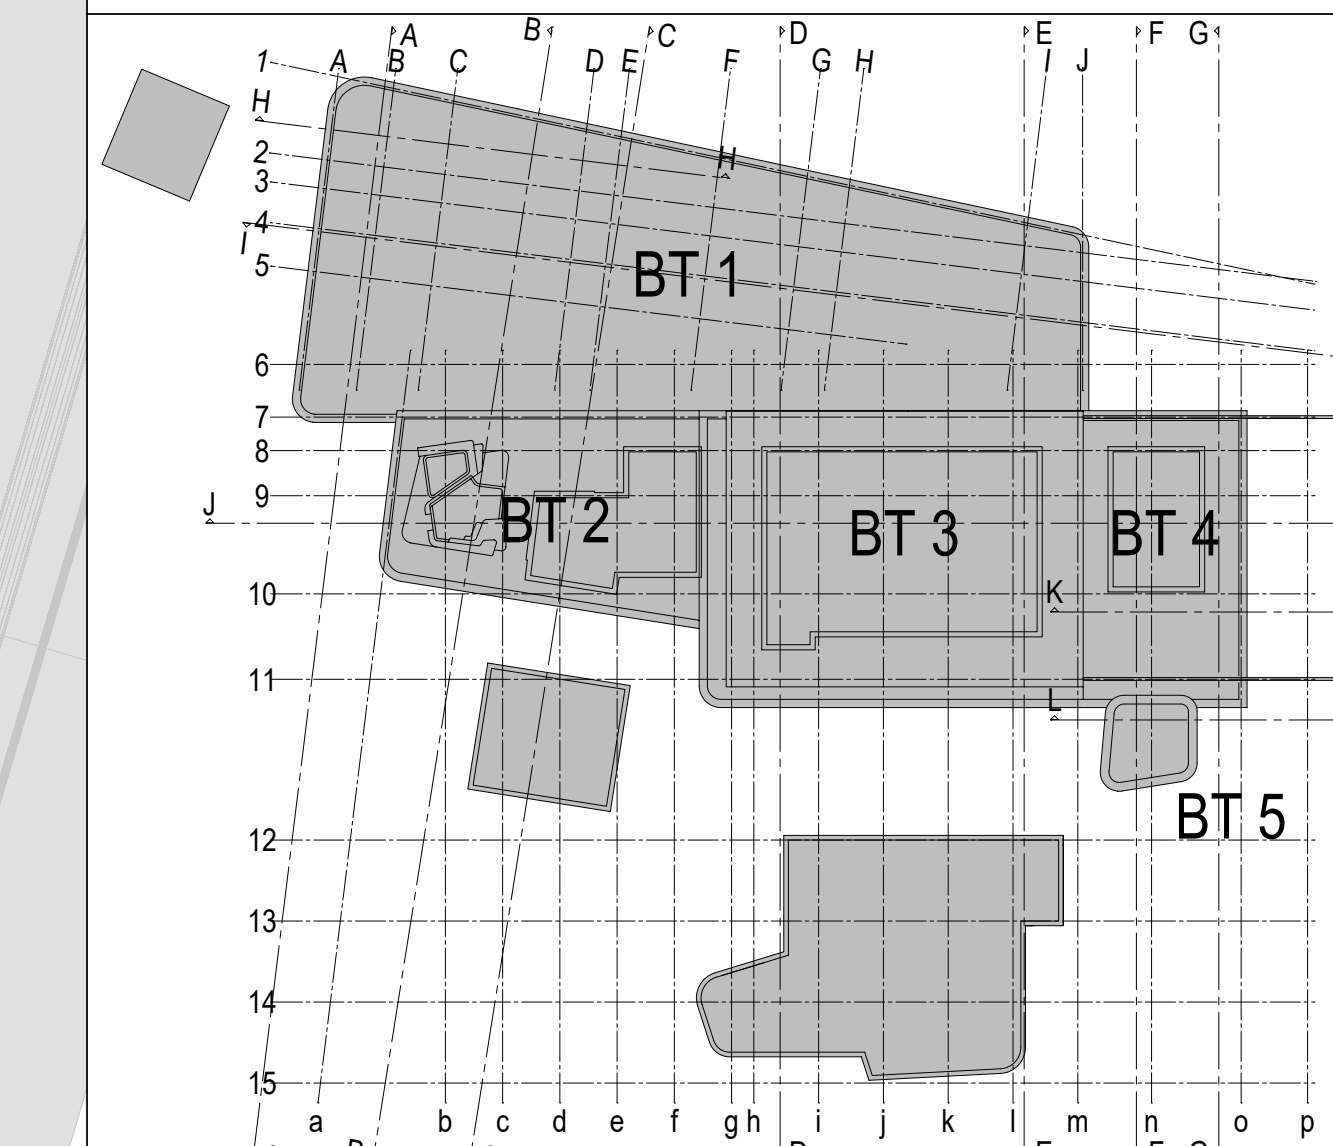 A B C D E F G
1 A B C D E F G H I J
H
2 H
3
4
I
5 BT 1
6
7
8
9
J BT 2 BT 3 BT 4
10 K
11
L
BT 5
12
13
14
15
a b c d e f g h i j k l m n o p